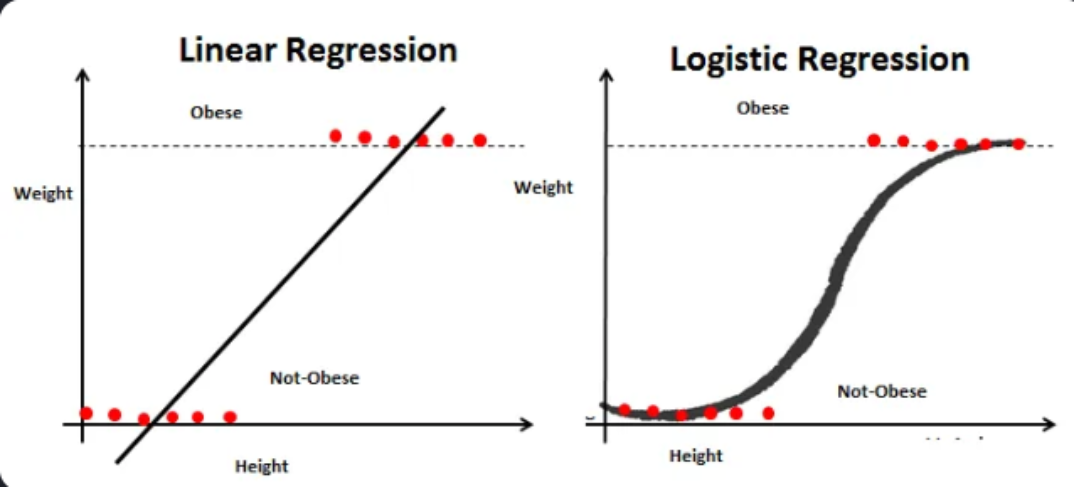 Linear Regression
Obese
Weight
Not-Obese
Height
Logistic Regression
Obese
Weight
Not-Obese
Height